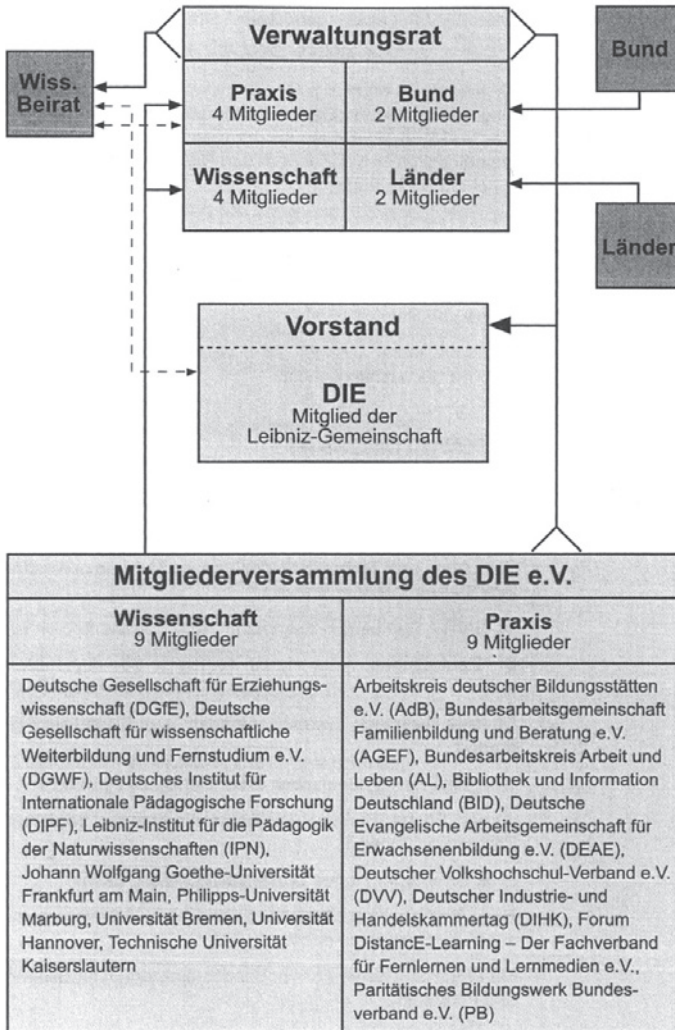 Verwaltungsrat
Bund
Wiss.
Beirat
Praxis
4 Mitglieder
Bund
2 Mitglieder
Wissenschaft
4 Mitglieder
Länder
2 Mitglieder
Länder
Vorstand
DIE
Mitglied der
Leibniz-Gemeinschaft
Mitgliederversammlung des DIE e.V.
Wissenschaft
9 Mitglieder
Deutsche Gesellschaft für Erziehungs-
wissenschaft (DGfE), Deutsche
Gesellschaft für wissenschaftliche
Weiterbildung und Fernstudium e.V.
(DGWF), Deutsches Institut für
Internationale Pädagogische Forschung
(DIPF), Leibniz-Institut für die Pädagogik
der Naturwissenschaften (IPN),
Johann Wolfgang Goethe-Universität
Frankfurt am Main, Philipps-Universität
Marburg, Universität Bremen, Universität
Hannover, Technische Universität
Kaiserslautern
Praxis
9 Mitglieder
Arbeitskreis deutscher Bildungsstätten
e.V. (AdB), Bundesarbeitsgemeinschaft
Familienbildung und Beratung e.V.
(AGEF), Bundesarbeitskreis Arbeit und
Leben (AL), Bibliothek und Information
Deutschland (BID), Deutsche
Evangelische Arbeitsgemeinschaft für
Erwachsenenbildung e.V. (DEAE),
Deutscher Volkshochschul-Verband e.V.
(DVV), Deutscher Industrie- und
Handelskammertag (DIHK), Forum
DistancE-Learning – Der Fachverband
für Fernlernen und Lernmedien e.V.,
Paritätisches Bildungswerk Bundes-
verband e.V. (PB)